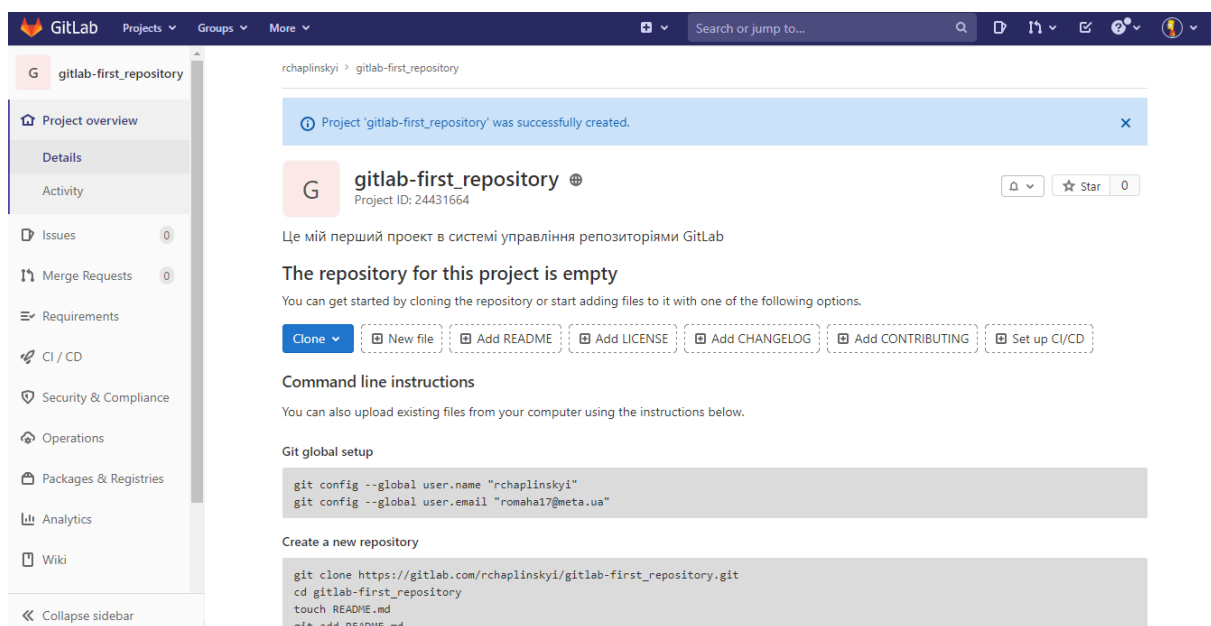 GitLab Projects Groups More Search or jump to...
G gitlab-first_repository
Project overview
Details
Activity
Issues 0
Merge Requests 0
Requirements
CI / CD
Security & Compliance
Operations
Packages & Registries
Analytics
Wiki
Collapse sidebar
rchaplinskyi > gitlab-first_repository
Project 'gitlab-first_repository' was successfully created.
G gitlab-first_repository
Project ID: 24431664
Star 0
Це мій перший проект в системі управління репозиторіями GitLab
The repository for this project is empty
You can get started by cloning the repository or start adding files to it with one of the following options.
Clone New file Add README Add LICENSE Add CHANGELOG Add CONTRIBUTING Set up CI/CD
Command line instructions
You can also upload existing files from your computer using the instructions below.
Git global setup
git config --global user.name "rchaplinskyi"
git config --global user.email "romaha17@meta.ua"
Create a new repository
git clone https://gitlab.com/rchaplinskyi/gitlab-first_repository.git
cd gitlab-first_repository
touch README.md
git add README.md